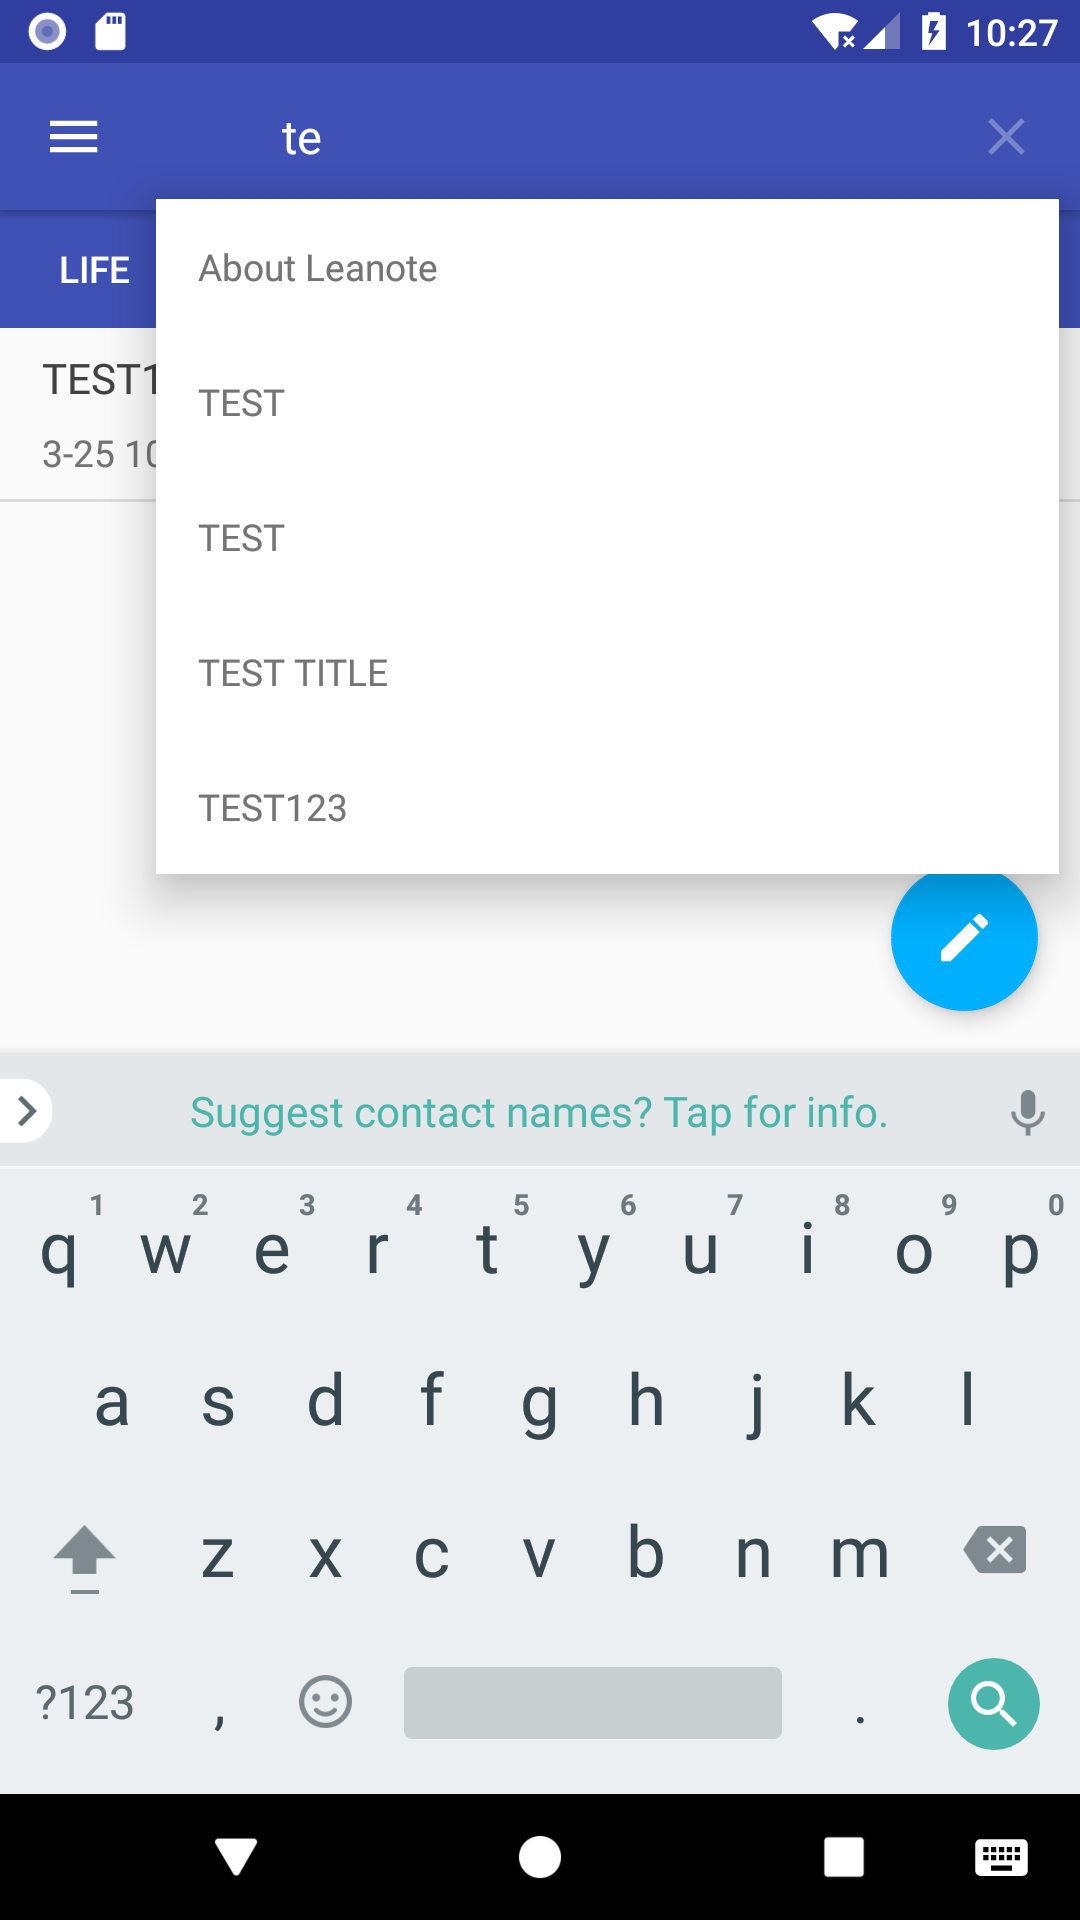 10:27
te
LIFE
About Leanote
TEST1
3-25 10
TEST
TEST
TEST TITLE
TEST123
Suggest contact names? Tap for info.
1 2 3 4 5 6 7 8 9 0
q w e r t y u i o p
a s d f g h j k l
z x c v b n m
?123 , .